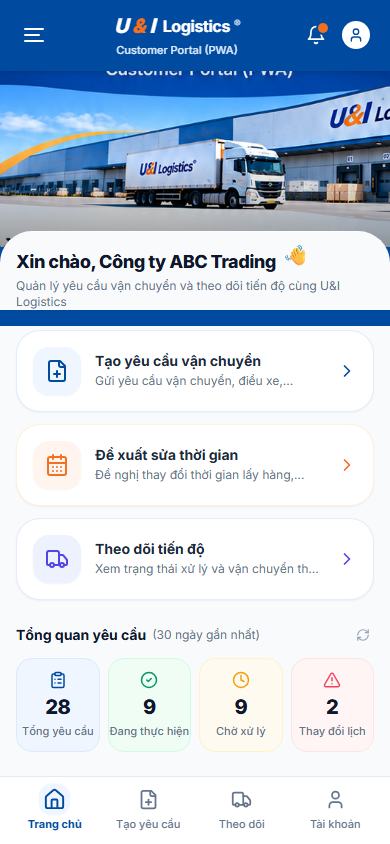 U&I Logistics ®
Customer Portal (PWA)
Customer Portal (PWA)
U&I Lo
U&I Logistics
Xin chào, Công ty ABC Trading 👋
Quản lý yêu cầu vận chuyển và theo dõi tiến độ cùng U&I
Logistics
Tạo yêu cầu vận chuyển
Gửi yêu cầu vận chuyển, điều xe,...
Đề xuất sửa thời gian
Đề nghị thay đổi thời gian lấy hàng,...
Theo dõi tiến độ
Xem trạng thái xử lý và vận chuyển th...
Tổng quan yêu cầu (30 ngày gần nhất)
28 9 9 2
Tổng yêu cầu Đang thực hiện Chờ xử lý Thay đổi lịch
Trang chủ Tạo yêu cầu Theo dõi Tài khoản